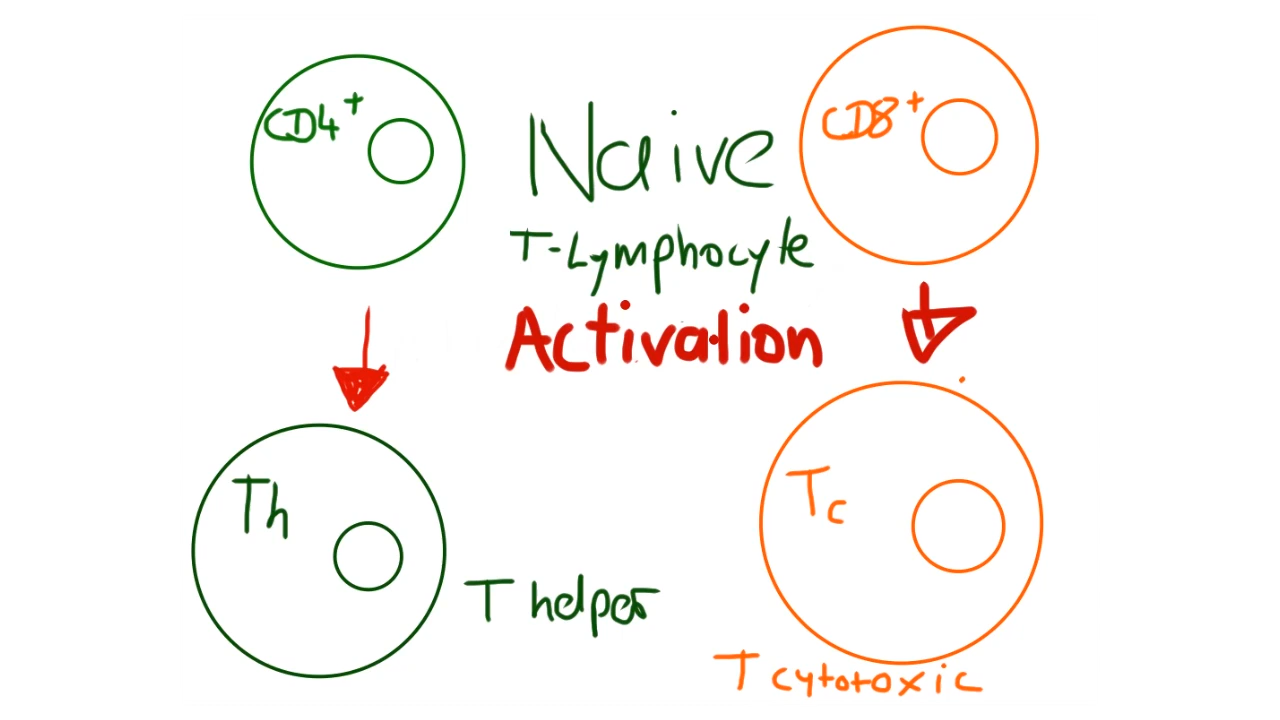 CD4+
Naive
CD8+
T-Lymphocyte
Activation
Th
Tc
T helper
T cytotoxic